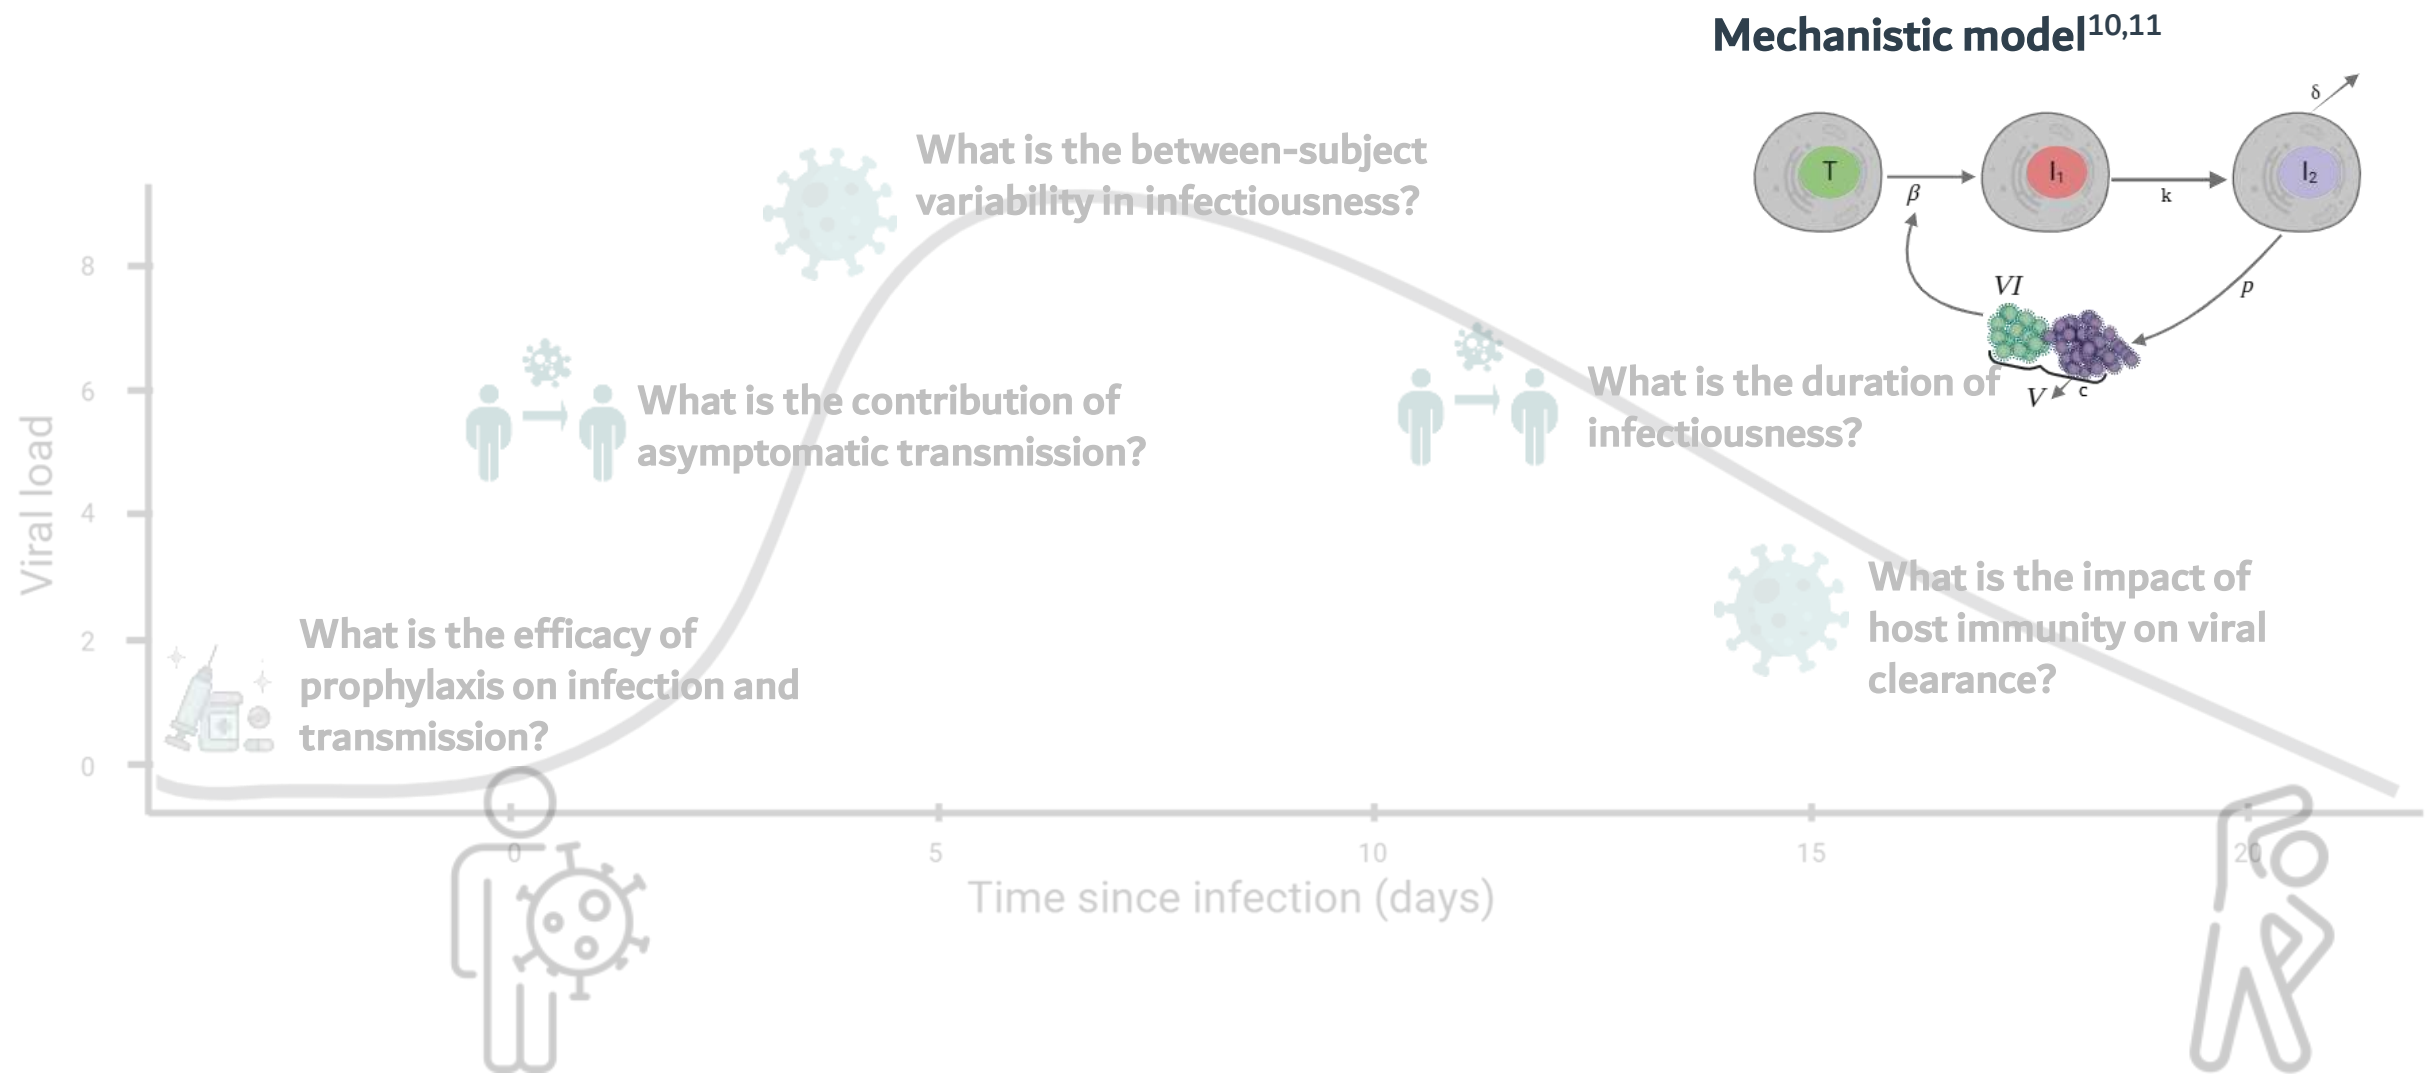 Mechanistic model10,11
δ
T
I1
I2
β
k
VI
p
V
c
What is the between-subject
variability in infectiousness?
What is the contribution of
asymptomatic transmission?
What is the duration of
infectiousness?
What is the impact of
host immunity on viral
clearance?
What is the efficacy of
prophylaxis on infection and
transmission?
Viral load
8
6
4
2
0
0
5
10
15
20
Time since infection (days)